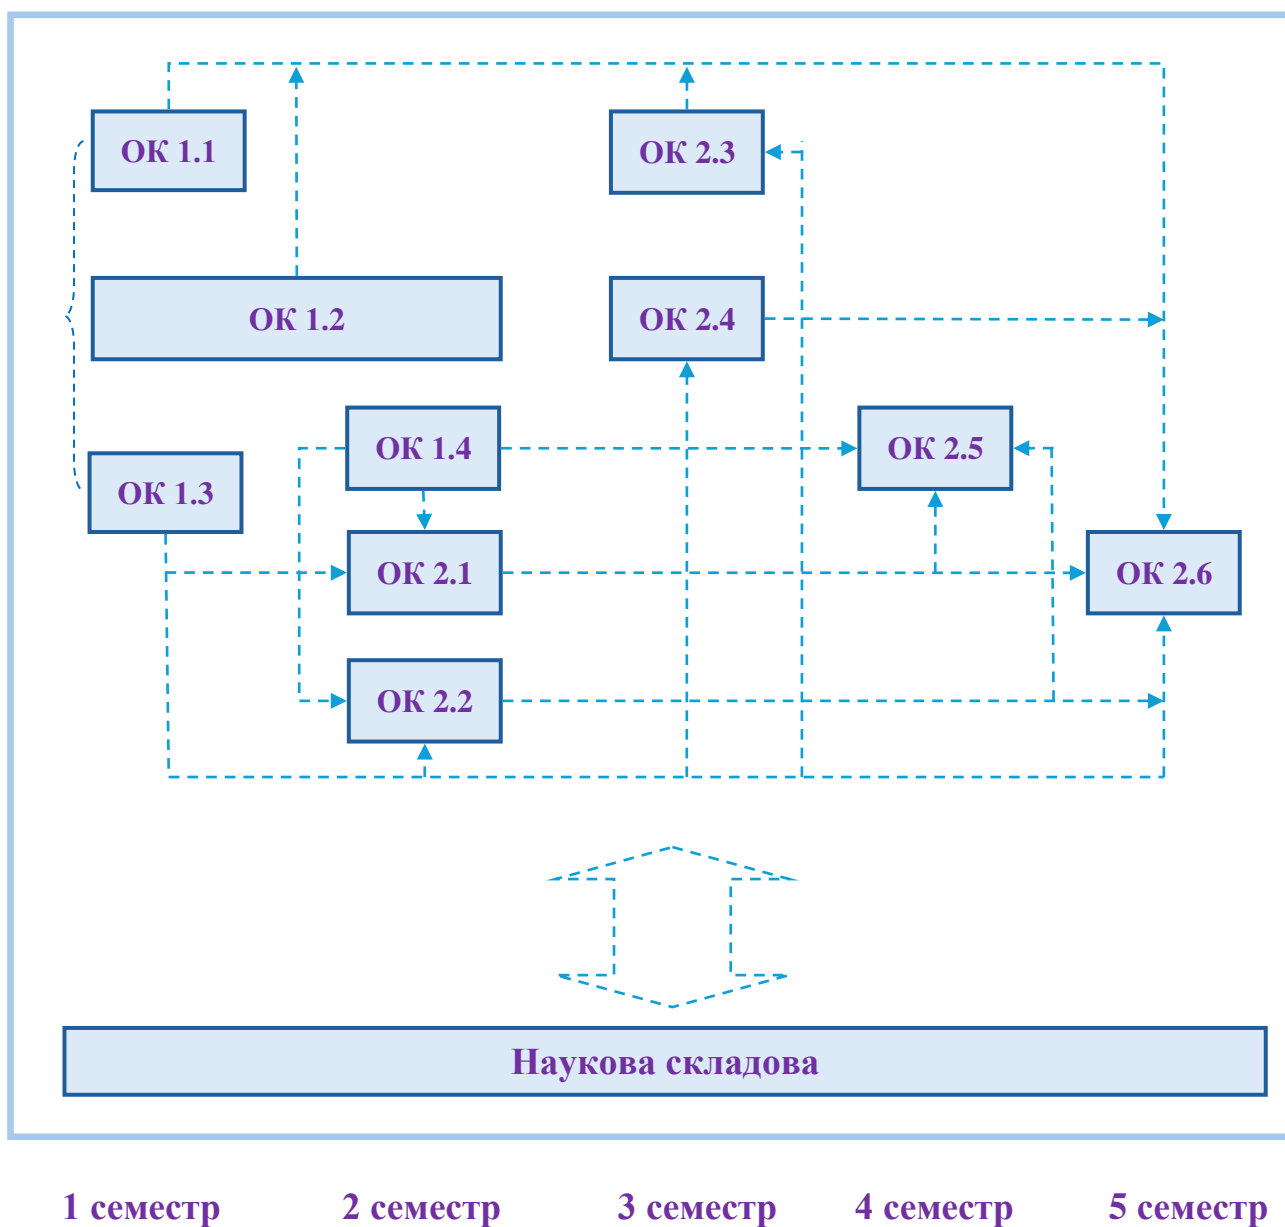 ОК 1.1
ОК 2.3
ОК 1.2
ОК 2.4
ОК 1.4
ОК 2.5
ОК 1.3
ОК 2.1
ОК 2.6
ОК 2.2
Наукова складова
1 семестр
2 семестр
3 семестр
4 семестр
5 семестр